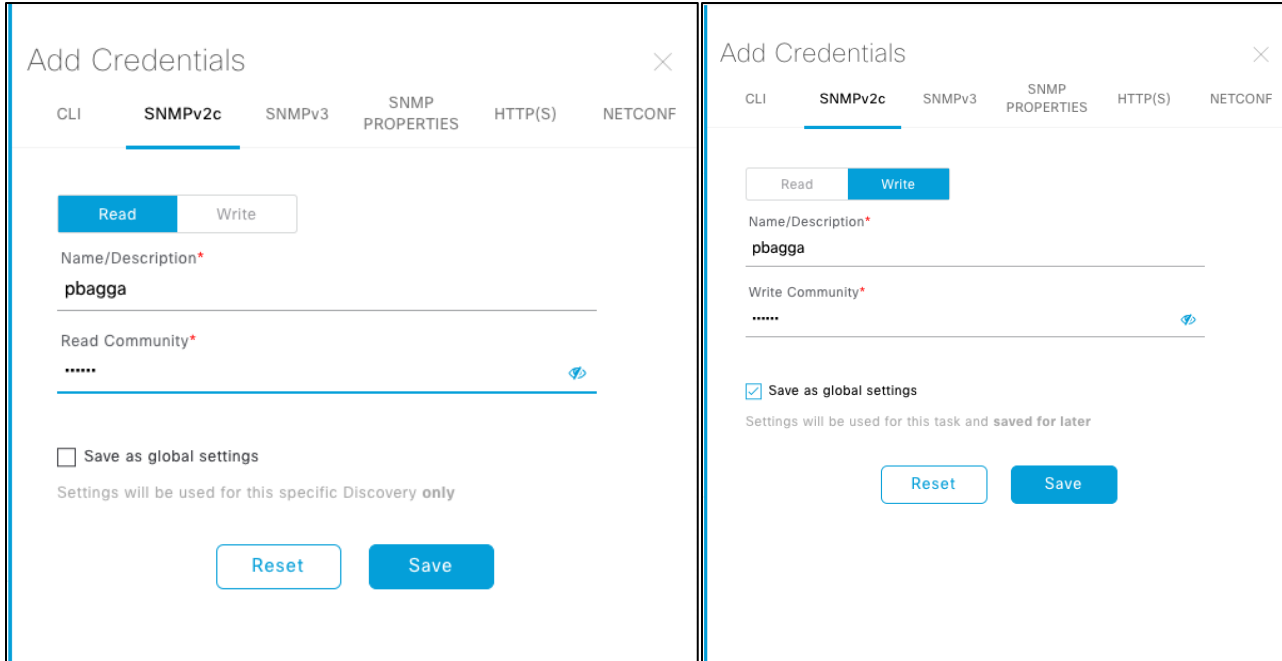 Add Credentials
CLI SNMPv2c SNMPv3 SNMP PROPERTIES HTTP(S) NETCONF
Read Write
Name/Description*
pbagga
Read Community*
••••••
Save as global settings
Settings will be used for this specific Discovery only
Reset Save
Add Credentials
CLI SNMPv2c SNMPv3 SNMP PROPERTIES HTTP(S) NETCONF
Read Write
Name/Description*
pbagga
Write Community*
••••••
Save as global settings
Settings will be used for this task and saved for later
Reset Save